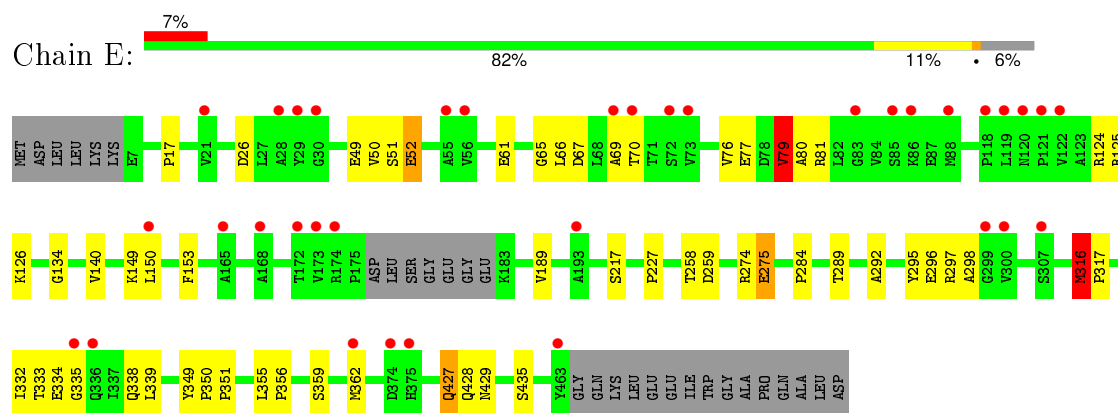 7%
Chain E:
82% 11% • 6%
MET ASP LEU LEU LYS LYS E7 P17 V21 D26 L27 A28 Y29 G30 E49 V50 S51 E52 A55 V56 E61 G65 L66 D67 L68 A69 T70 T71 S72 V73 V76 E77 D78 V79 A80 R81 L82 G83 V84 S85 K86 E87 M88 P118 L119 N120 P121 V122 A123 R124 R125
K126 G134 V140 K149 L150 F153 A165 A168 T172 V173 R174 P175 ASP LEU SER GLY GLU GLY GLU K183 V189 A193 S217 P227 T258 D259 R274 E275 P284 T289 A292 Y295 E296 R297 A298 G299 V300 S307 M316 P317
I332 T333 E334 G335 Q336 I337 Q338 L339 Y349 P350 P351 L355 P356 S359 M362 D374 H375 Q427 Q428 N429 S435 Y463 GLY GLN LYS LEU GLU GLU ILE TRP GLY ALA PRO GLN ALA LEU ASP